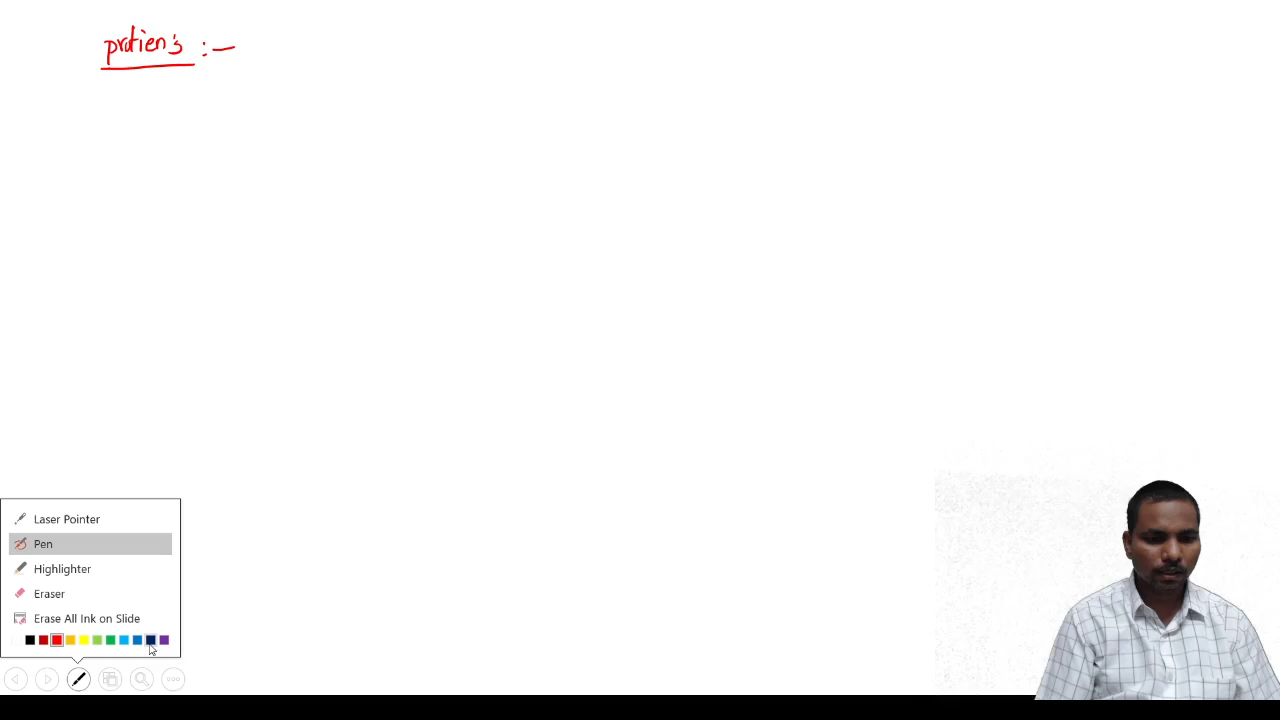 protien's :-
Laser Pointer
Pen
Highlighter
Eraser
Erase All Ink on Slide